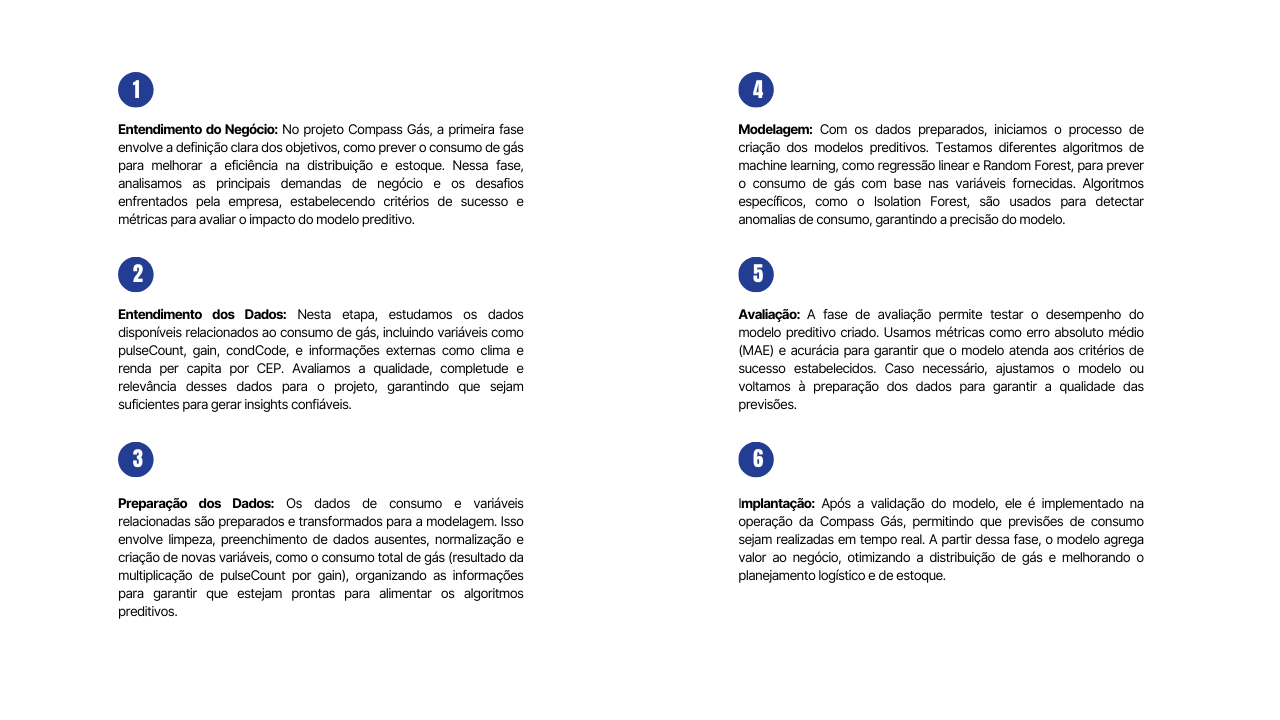 1
Entendimento do Negócio: No projeto Compass Gás, a primeira fase
envolve a definição clara dos objetivos, como prever o consumo de gás
para melhorar a eficiência na distribuição e estoque. Nessa fase,
analisamos as principais demandas de negócio e os desafios
enfrentados pela empresa, estabelecendo critérios de sucesso e
métricas para avaliar o impacto do modelo preditivo.
2
Entendimento dos Dados: Nesta etapa, estudamos os dados
disponíveis relacionados ao consumo de gás, incluindo variáveis como
pulseCount, gain, condCode, e informações externas como clima e
renda per capita por CEP. Avaliamos a qualidade, completude e
relevância desses dados para o projeto, garantindo que sejam
suficientes para gerar insights confiáveis.
3
Preparação dos Dados: Os dados de consumo e variáveis
relacionadas são preparados e transformados para a modelagem. Isso
envolve limpeza, preenchimento de dados ausentes, normalização e
criação de novas variáveis, como o consumo total de gás (resultado da
multiplicação de pulseCount por gain), organizando as informações
para garantir que estejam prontas para alimentar os algoritmos
preditivos.
4
Modelagem: Com os dados preparados, iniciamos o processo de
criação dos modelos preditivos. Testamos diferentes algoritmos de
machine learning, como regressão linear e Random Forest, para prever
o consumo de gás com base nas variáveis fornecidas. Algoritmos
específicos, como o Isolation Forest, são usados para detectar
anomalias de consumo, garantindo a precisão do modelo.
5
Avaliação: A fase de avaliação permite testar o desempenho do
modelo preditivo criado. Usamos métricas como erro absoluto médio
(MAE) e acurácia para garantir que o modelo atenda aos critérios de
sucesso estabelecidos. Caso necessário, ajustamos o modelo ou
voltamos à preparação dos dados para garantir a qualidade das
previsões.
6
Implantação: Após a validação do modelo, ele é implementado na
operação da Compass Gás, permitindo que previsões de consumo
sejam realizadas em tempo real. A partir dessa fase, o modelo agrega
valor ao negócio, otimizando a distribuição de gás e melhorando o
planejamento logístico e de estoque.